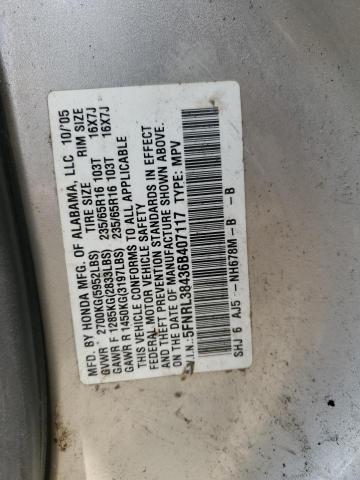 MFD. BY HONDA MFG. OF ALABAMA, LLC 10/'05
TIRE SIZE RIM SIZE
GVWR 2700KG(5952LBS)
GAWR F 1285KG(2833LBS) 235/65R16 103T 16X7J
GAWR R 1450KG(3197LBS) 235/65R16 103T 16X7J
THIS VEHICLE CONFORMS TO ALL APPLICABLE
FEDERAL MOTOR VEHICLE SAFETY
STANDARDS IN EFFECT
ON THE DATE OF MANUFACTURE SHOWN ABOVE.
V.I.N.: 5FNRL38436B407117 TYPE: MPV
SHJ 6 AJ5- NH678M-B -B